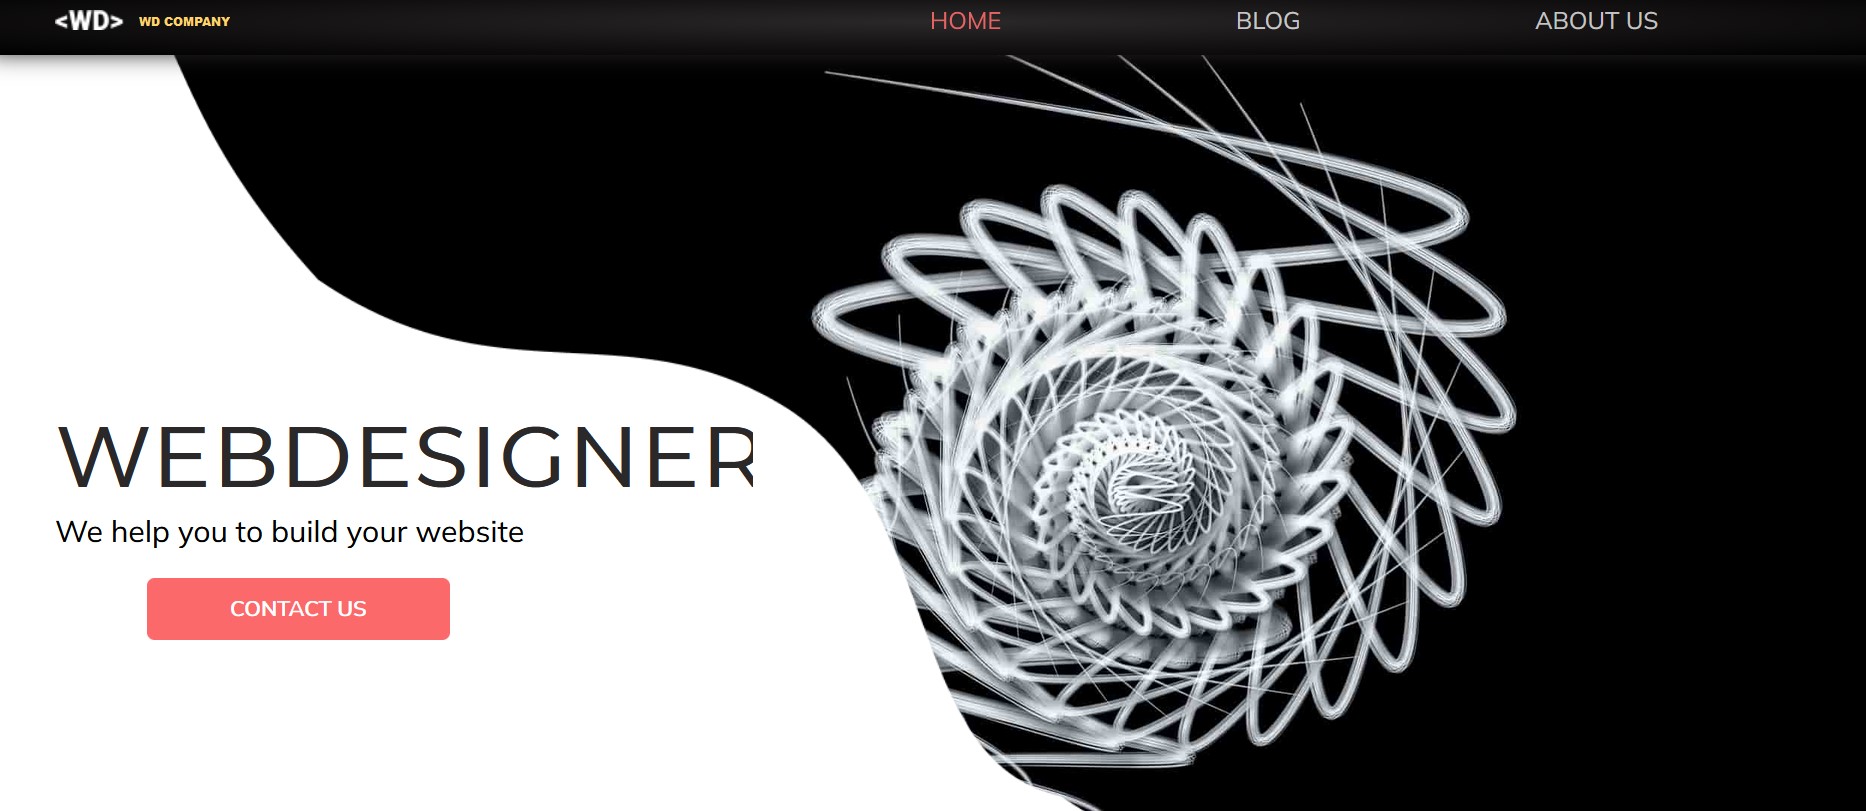 <WD> WD COMPANY HOME BLOG ABOUT US
WEBDESIGNER
We help you to build your website
CONTACT US